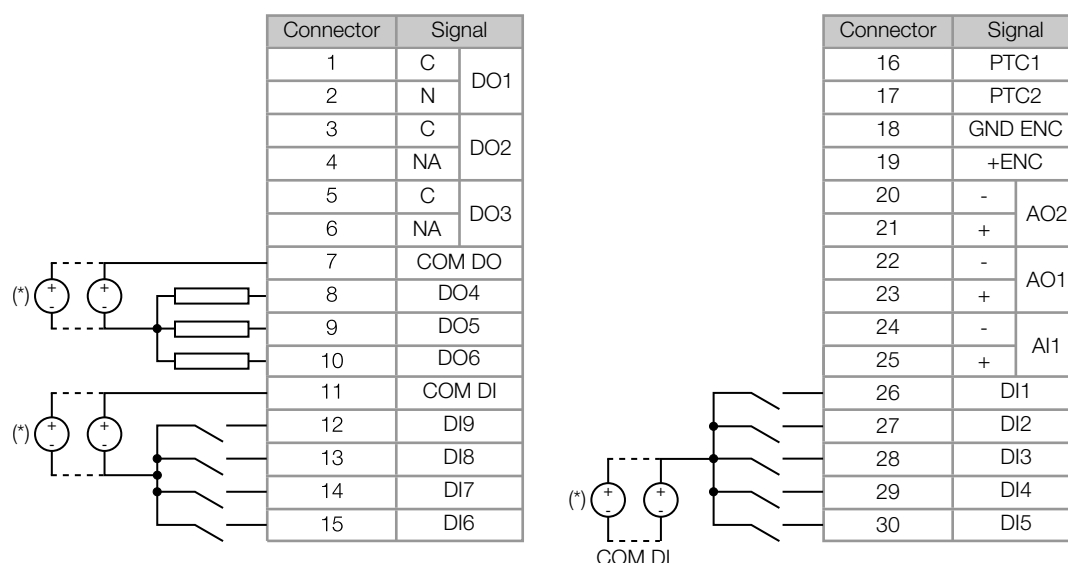 Connector Signal
1 C DO1
2 N
3 C DO2
4 NA
5 C DO3
6 NA
7 COM DO
(*) + - + - 8 DO4
9 DO5
10 DO6
11 COM DI
(*) + - + - 12 DI9
13 DI8
14 DI7
15 DI6
Connector Signal
16 PTC1
17 PTC2
18 GND ENC
19 +ENC
20 - AO2
21 +
22 - AO1
23 +
24 - AI1
25 +
26 DI1
27 DI2
28 DI3
(*) + - + - 29 DI4
30 DI5
COM DI